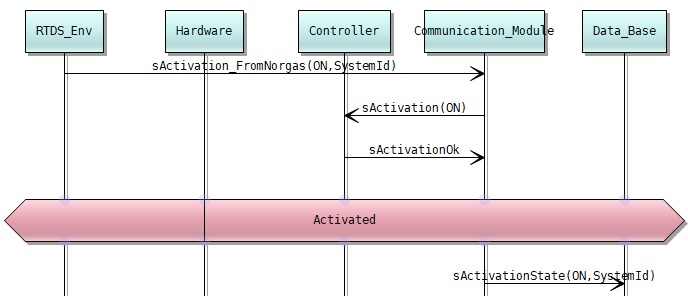 RTDS_Env Hardware Controller Communication_Module Data_Base
sActivation_FromNorgas(ON,SystemId)
sActivation(ON)
sActivationOk
Activated
sActivationState(ON,SystemId)